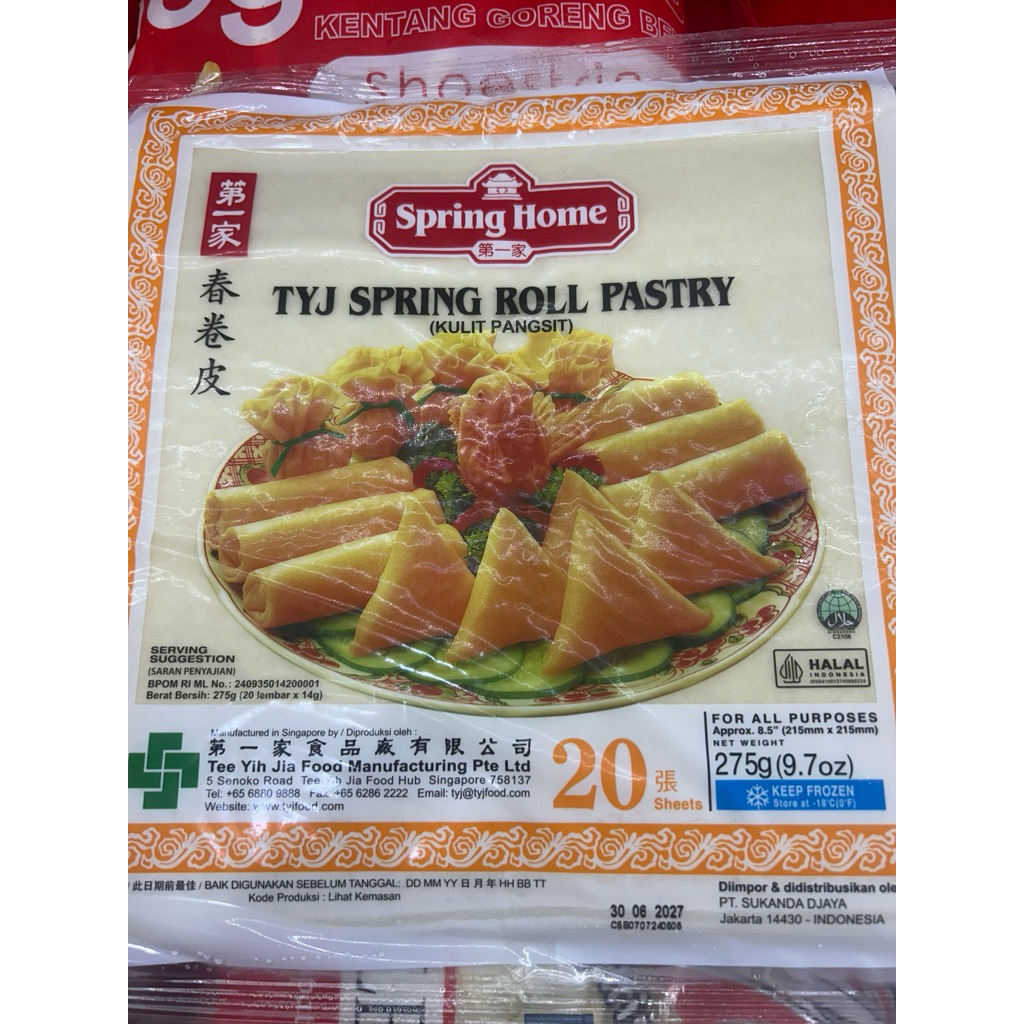 KENTANG GORENG
Shoestring
第一家
Spring Home
第一家
春卷皮
TYJ SPRING ROLL PASTRY
(KULIT PANGSIT)
SINGAPORE
C2106
HALAL
INDONESIA
SERVING
SUGGESTION
(SARAN PENYAJIAN)
BPOM RI ML No.: 240935014200001
Berat Bersih: 275g (20 lembar x 14g)
Manufactured in Singapore by / Diproduksi oleh :
第一家食品廠有限公司
Tee Yih Jia Food Manufacturing Pte Ltd
5 Senoko Road Tee Yih Jia Food Hub Singapore 758137
Tel: +65 6880 9888 Fax: +65 6286 2222 Email: tyj@tyjfood.com
Website: www.tyjfood.com
20 張
Sheets
FOR ALL PURPOSES
Approx. 8.5" (215mm x 215mm)
NET WEIGHT
275g (9.7oz)
KEEP FROZEN
Store at -18°C(0°F)
此日期前最佳 / BAIK DIGUNAKAN SEBELUM TANGGAL: DD MM YY 日 月 年 HH BB TT
Kode Produksi : Lihat Kemasan
30 06 2027
Diimpor & didistribusikan ole
PT. SUKANDA DJAYA
Jakarta 14430 - INDONESIA